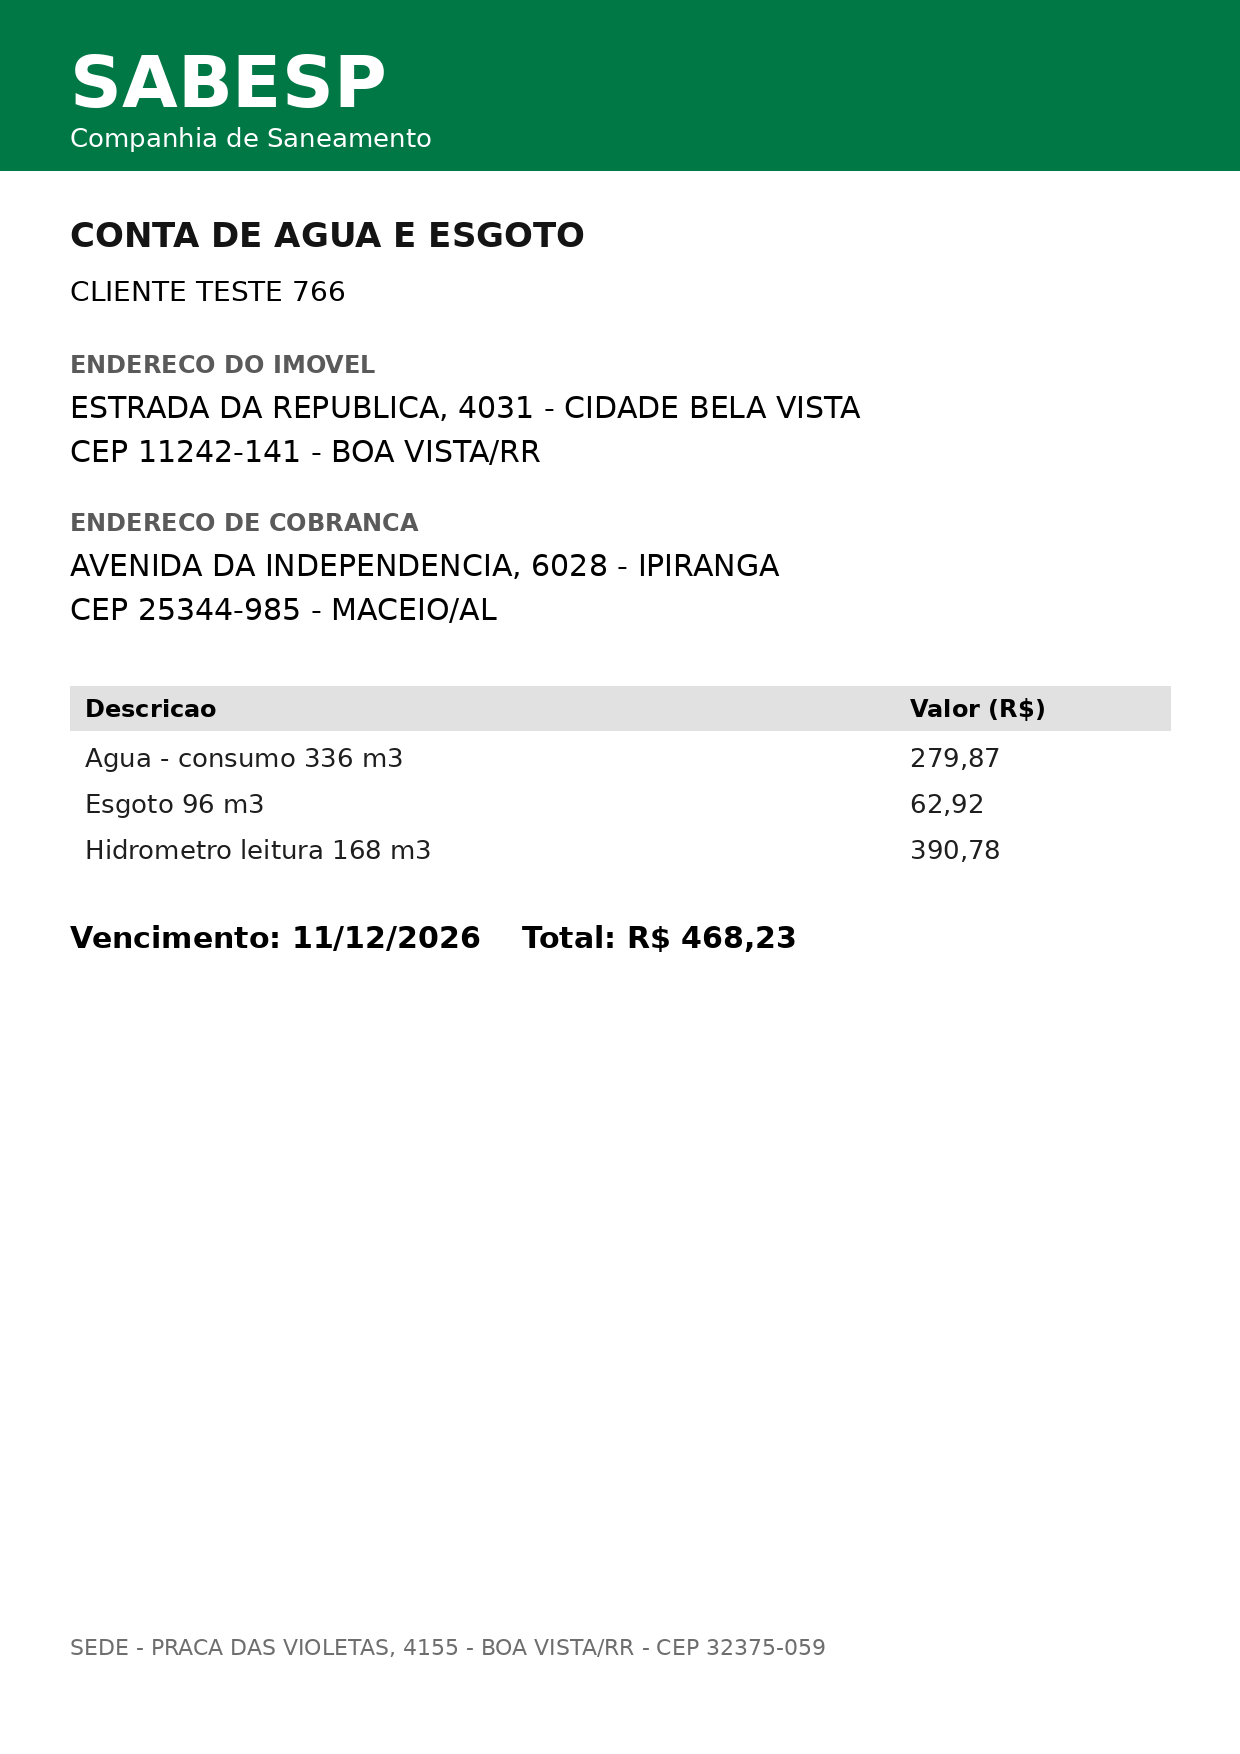 SABESP
Companhia de Saneamento
CONTA DE AGUA E ESGOTO
CLIENTE TESTE 766
ENDERECO DO IMOVEL
ESTRADA DA REPUBLICA, 4031 - CIDADE BELA VISTA
CEP 11242-141 - BOA VISTA/RR
ENDERECO DE COBRANCA
AVENIDA DA INDEPENDENCIA, 6028 - IPIRANGA
CEP 25344-985 - MACEIO/AL
Descricao Valor (R$)
Agua - consumo 336 m3 279,87
Esgoto 96 m3 62,92
Hidrometro leitura 168 m3 390,78
Vencimento: 11/12/2026 Total: R$ 468,23
SEDE - PRACA DAS VIOLETAS, 4155 - BOA VISTA/RR - CEP 32375-059